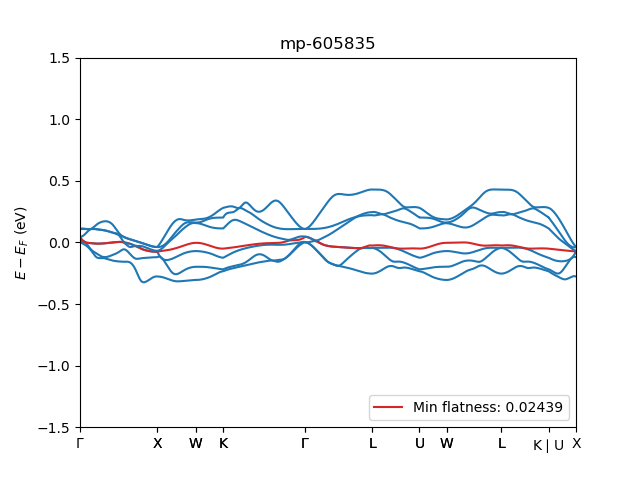 mp-605835
1.5
1.0
0.5
0.0
−0.5
−1.0
−1.5
E − E_F (eV)
Min flatness: 0.02439
Γ X W K Γ L U W L K | U X